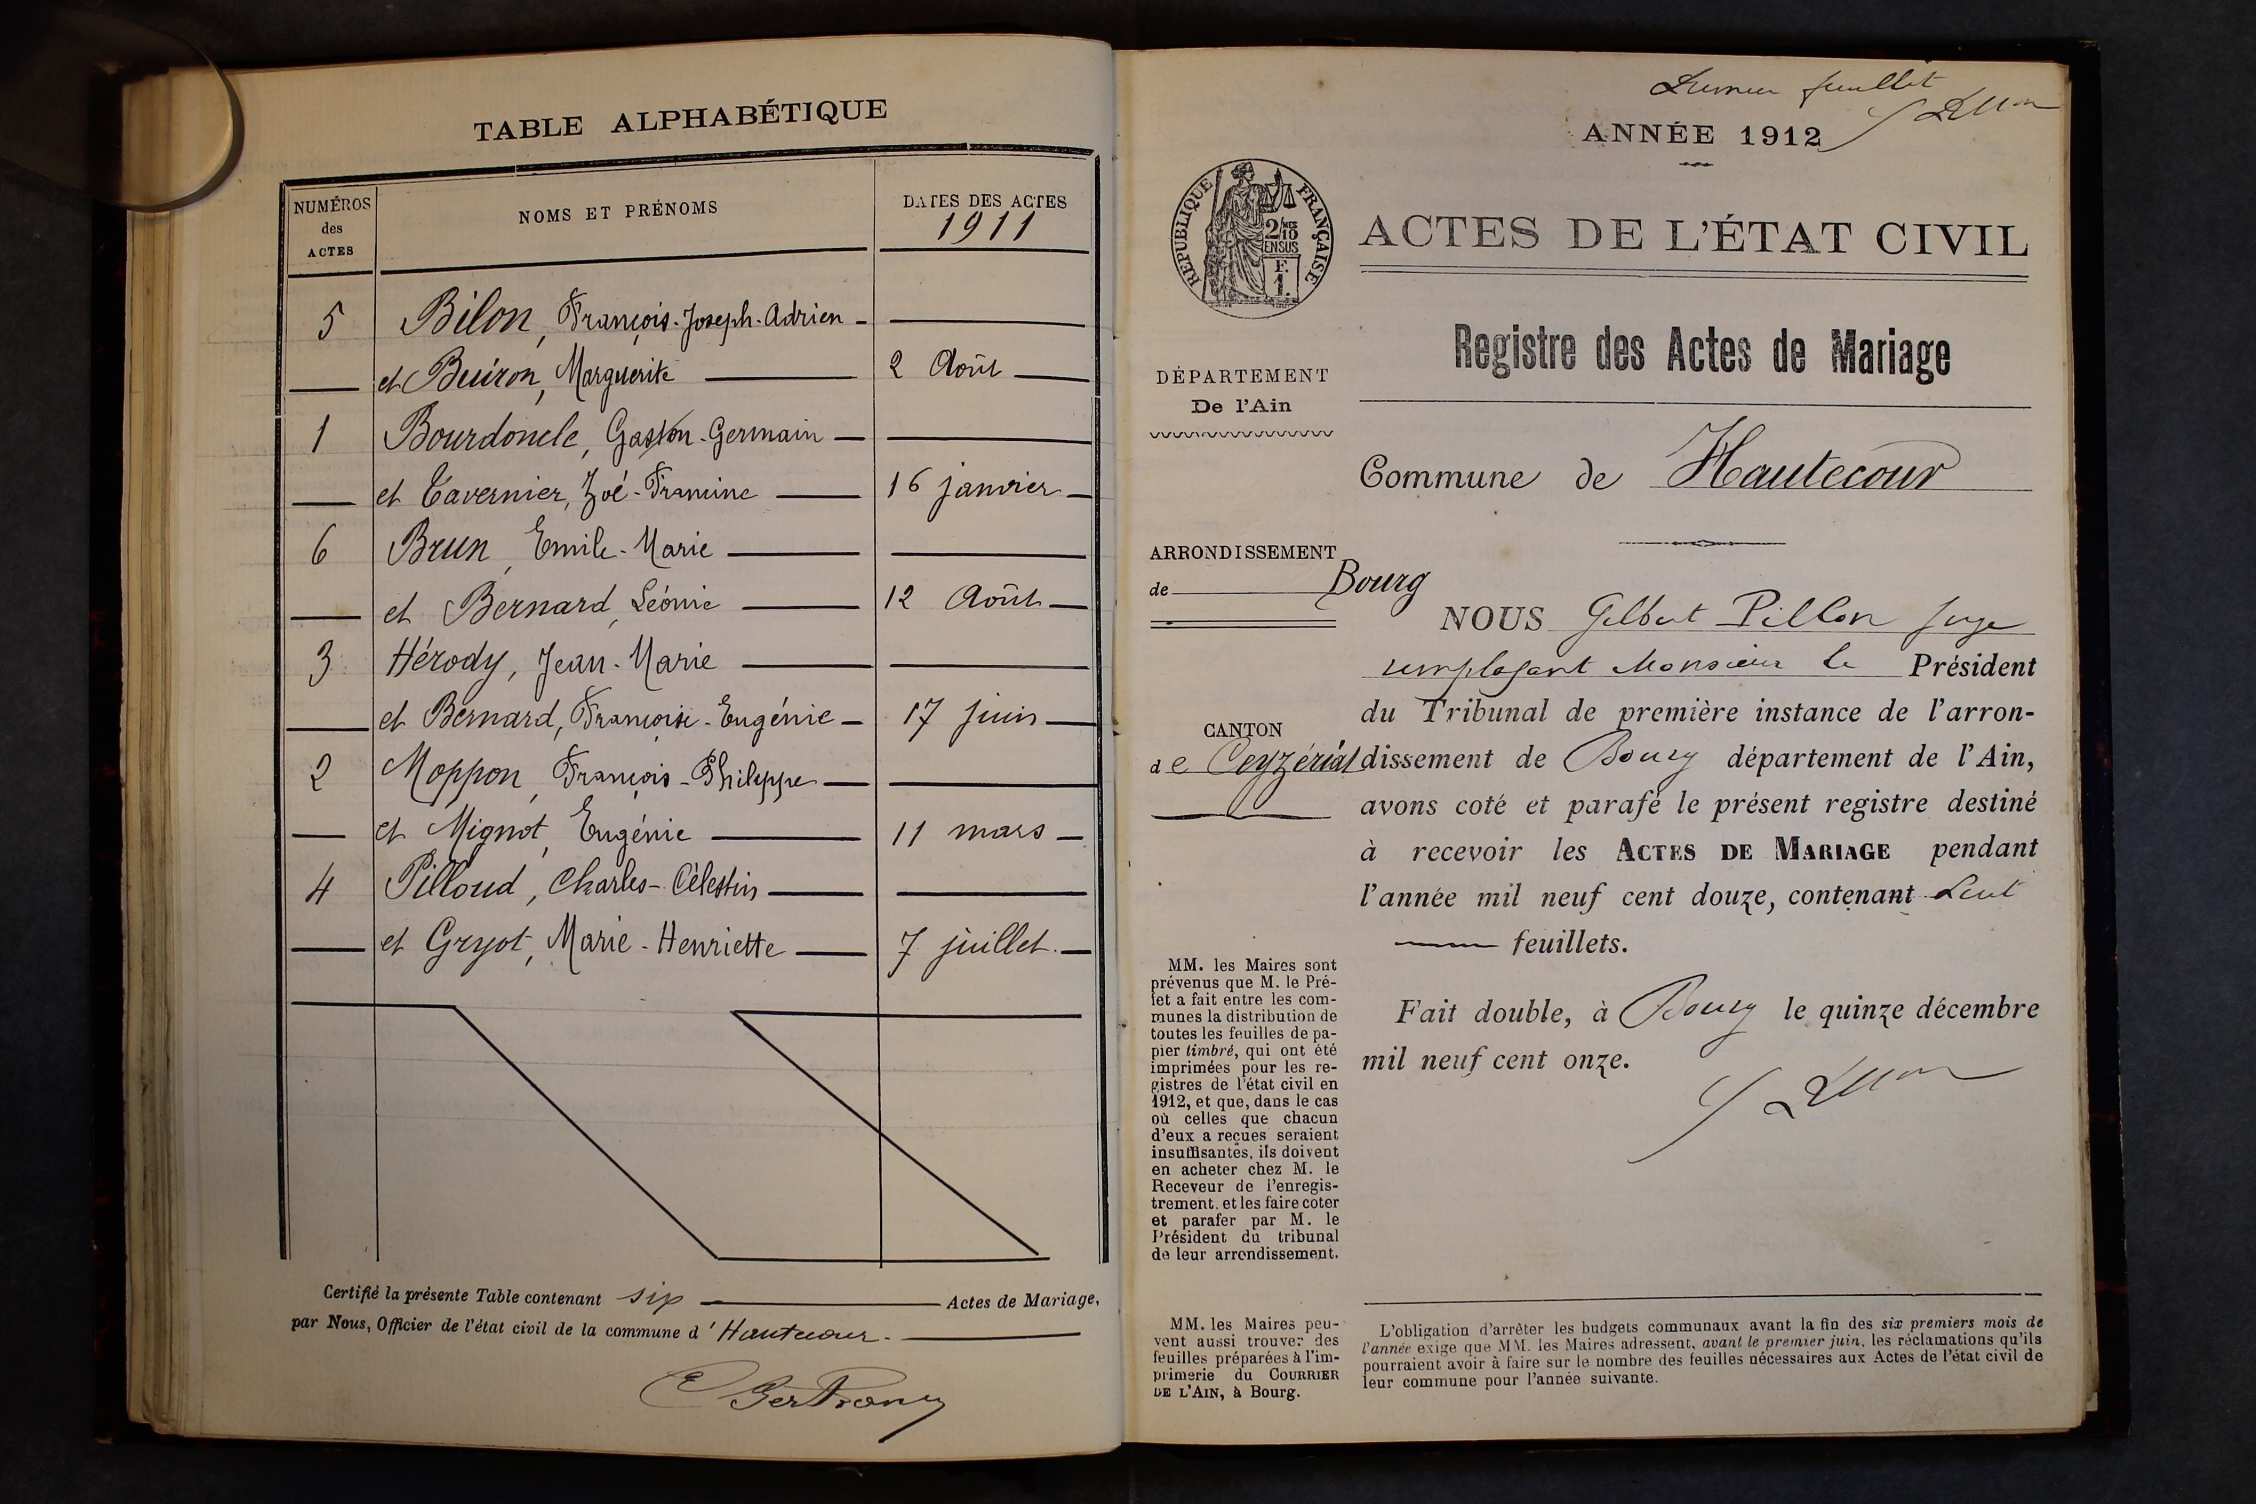 TABLE ALPHABÉTIQUE
NUMÉROS des ACTES
NOMS ET PRÉNOMS
DATES DES ACTES
1911
5 Bilon, François-Joseph-Adrien
et Buiron, Marguerite 2 Août
1 Bourdoncle, Gaston-Germain
et Tavernier, Zoé-Francine 16 janvier
6 Brun, Emile-Marie
et Bernard, Léonie 12 Août
3 Hérody, Jean-Marie
et Bernard, Françoise-Eugénie 17 juin
2 Moppon, François-Philippe
et Mignot, Eugénie 11 mars
4 Pilloud, Charles-Célestin
et Gryot, Marie-Henriette 7 juillet
Certifié la présente Table contenant six Actes de Mariage,
par Nous, Officier de l'état civil de la commune d'Hautecour.
feuillet
ANNÉE 1912
RÉPUBLIQUE FRANÇAISE
2/10 MES
EN SUS
F.
1.
ACTES DE L'ÉTAT CIVIL
Registre des Actes de Mariage
DÉPARTEMENT
De l'Ain
Commune de Hautecour
ARRONDISSEMENT
de Bourg
CANTON
de Ceyzériat
NOUS Gilbert Pillon juge
remplaçant Monsieur le Président
du Tribunal de première instance de l'arron-
dissement de Bourg département de l'Ain,
avons coté et parafé le présent registre destiné
à recevoir les ACTES DE MARIAGE pendant
l'année mil neuf cent douze, contenant
feuillets.
Fait double, à Bourg le quinze décembre
mil neuf cent onze.
MM. les Maires sont
prévenus que M. le Pré-
fet a fait entre les com-
munes la distribution de
toutes les feuilles de pa-
pier timbré, qui ont été
imprimées pour les re-
gistres de l'état civil en
1912, et que, dans le cas
où celles que chacun
d'eux a reçues seraient
insuffisantes, ils doivent
en acheter chez M. le
Receveur de l'enregis-
trement, et les faire coter
et parafer par M. le
Président du tribunal
de leur arrondissement.
MM. les Maires peu-
vent aussi trouver des
feuilles préparées à l'im-
primerie du COURRIER
DE L'AIN, à Bourg.
L'obligation d'arrêter les budgets communaux avant la fin des six premiers mois de
l'année exige que MM. les Maires adressent, avant le premier juin, les réclamations qu'ils
pourraient avoir à faire sur le nombre des feuilles nécessaires aux Actes de l'état civil de
leur commune pour l'année suivante.